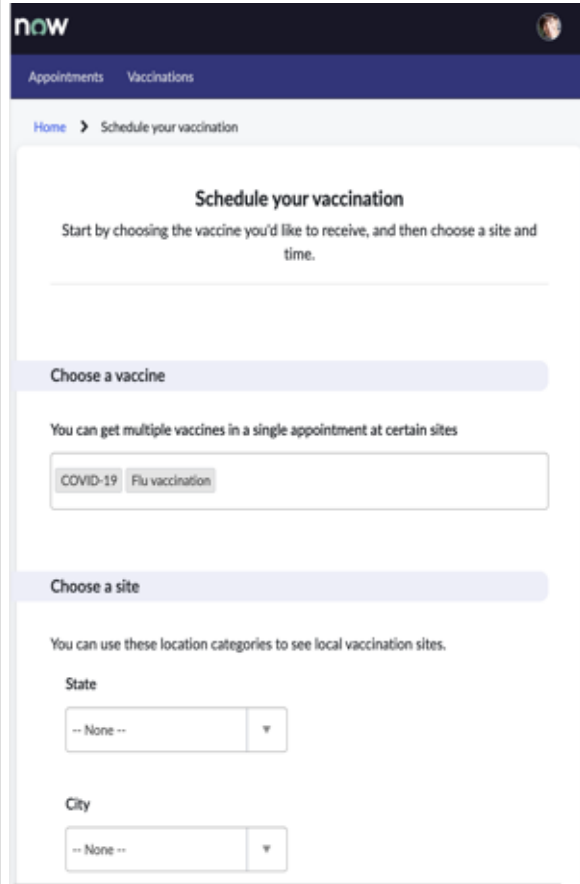 now
Appointments Vaccinations
Home > Schedule your vaccination
Schedule your vaccination
Start by choosing the vaccine you'd like to receive, and then choose a site and
time.
Choose a vaccine
You can get multiple vaccines in a single appointment at certain sites
COVID-19 Flu vaccination
Choose a site
You can use these location categories to see local vaccination sites.
State
-- None --
City
-- None --